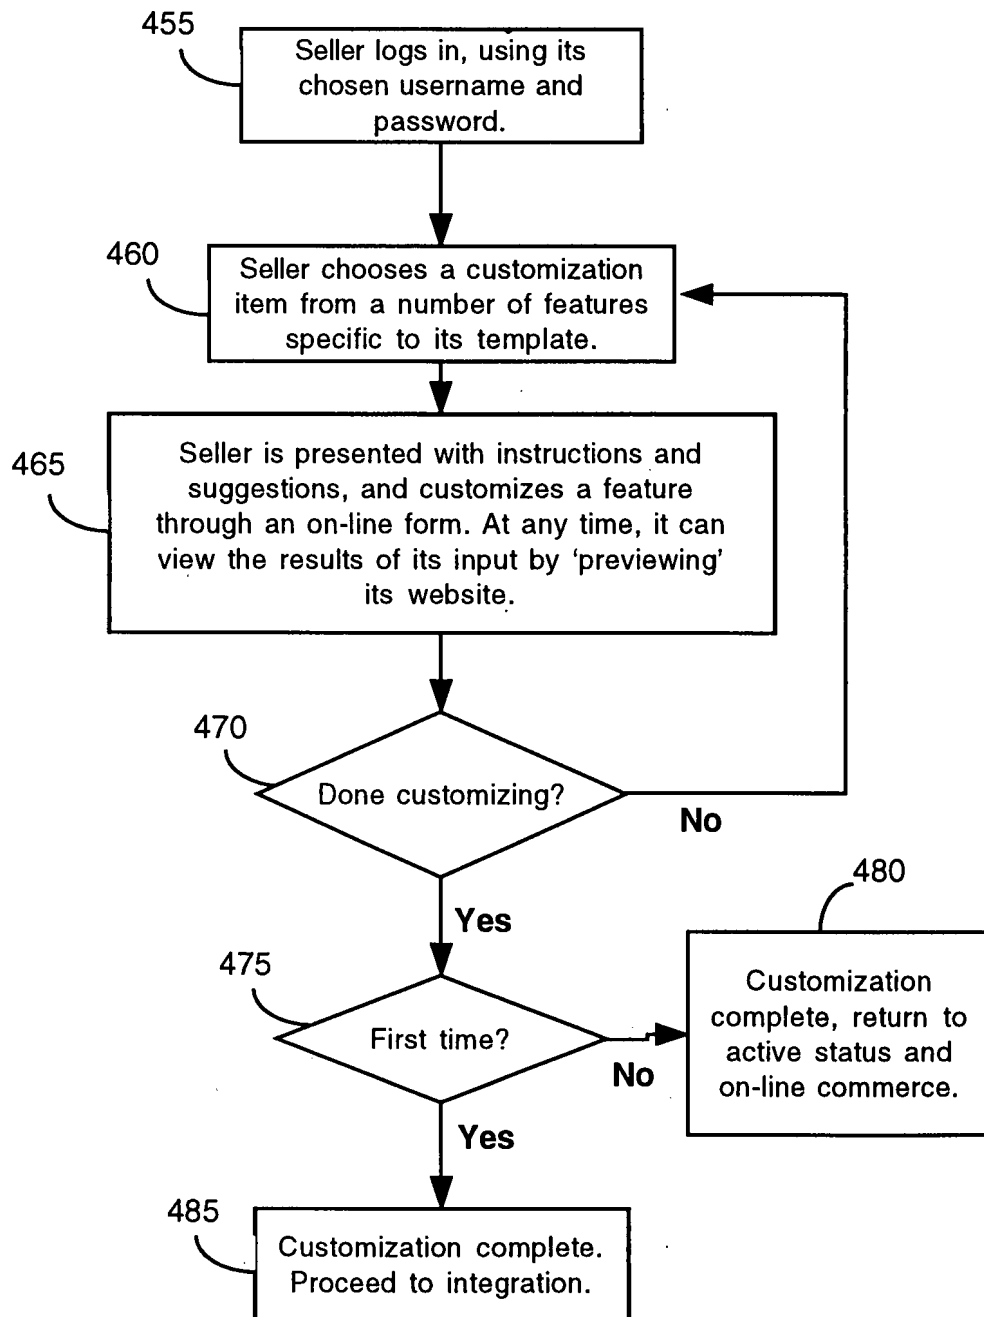 455
Seller logs in, using its
chosen username and
password.
460
Seller chooses a customization
item from a number of features
specific to its template.
465
Seller is presented with instructions and
suggestions, and customizes a feature
through an on-line form. At any time, it can
view the results of its input by ‘previewing’
its website.
470
Done customizing?
No
Yes
480
475
First time?
No
Customization
complete, return to
active status and
on-line commerce.
Yes
485
Customization complete.
Proceed to integration.